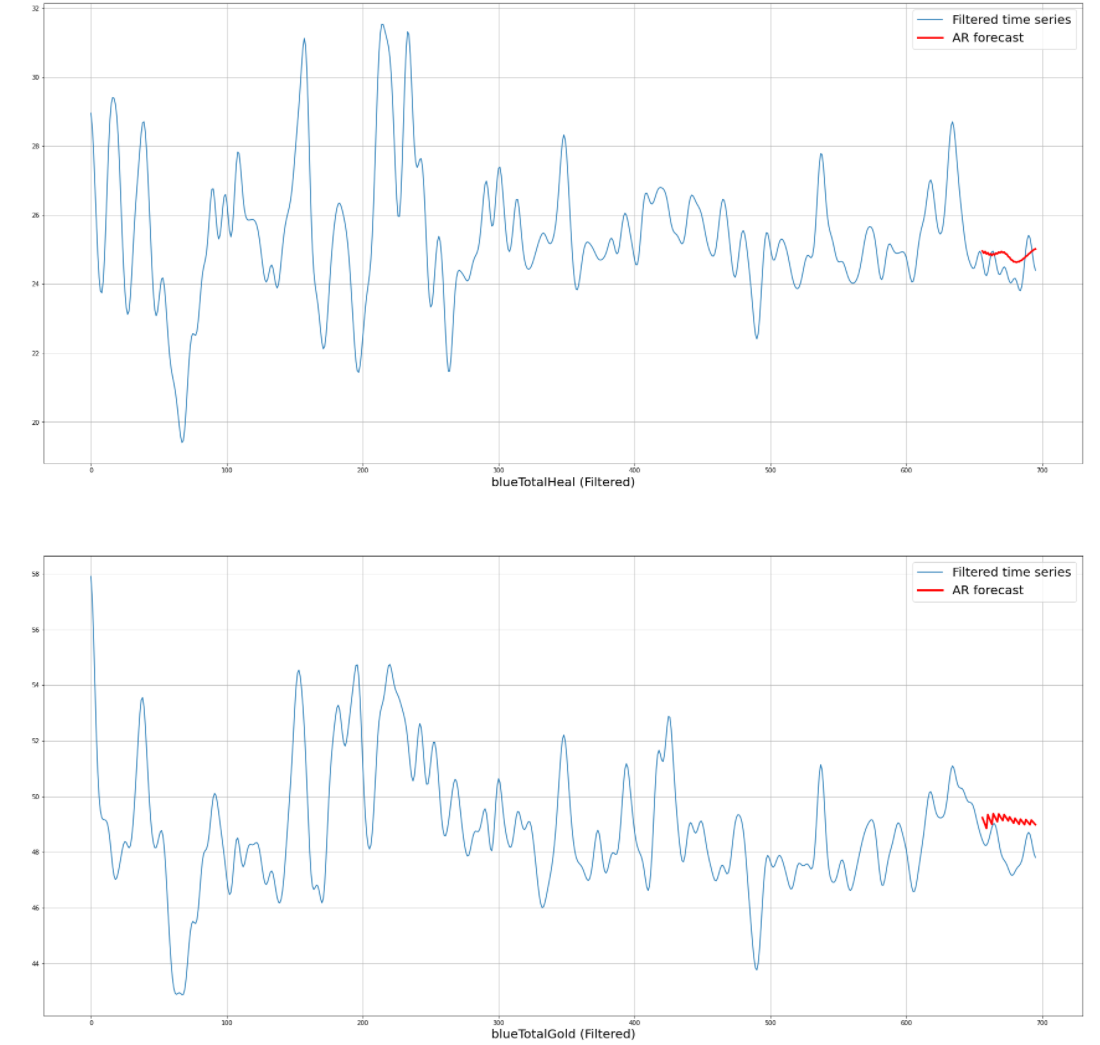 32
Filtered time series
AR forecast
30
28
26
24
22
20
0 100 200 300 400 500 600 700
blueTotalHeal (Filtered)
58
Filtered time series
AR forecast
56
54
52
50
48
46
44
0 100 200 300 400 500 600 700
blueTotalGold (Filtered)